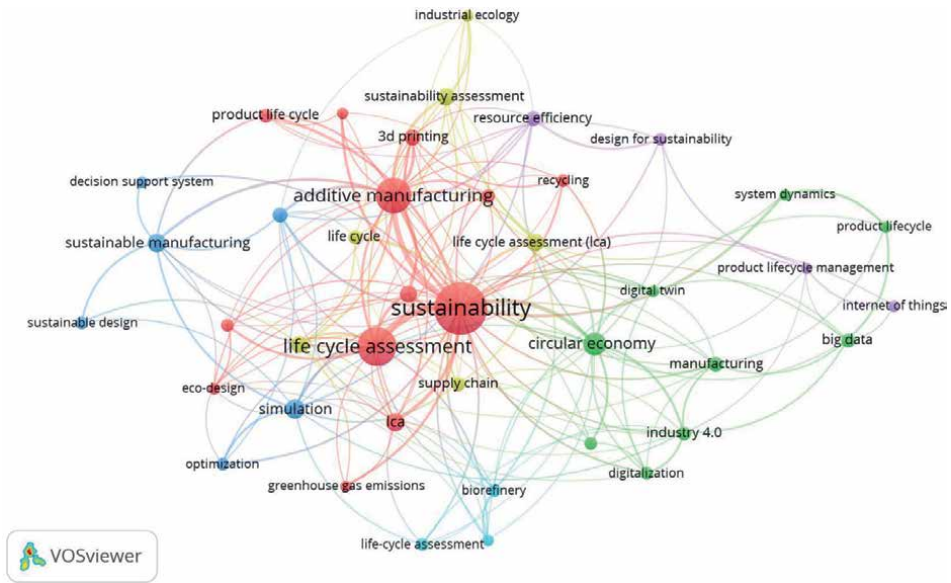 industrial ecology
sustainability assessment
product life cycle
resource efficiency
3d printing
design for sustainability
decision support system
recycling
additive manufacturing
system dynamics
product lifecycle
life cycle
life cycle assessment (lca)
sustainable manufacturing
product lifecycle management
digital twin
internet of things
sustainability
sustainable design
big data
life cycle assessment
circular economy
manufacturing
supply chain
eco-design
simulation
lca
industry 4.0
optimization
digitalization
greenhouse gas emissions
biorefinery
life-cycle assessment
VOSviewer